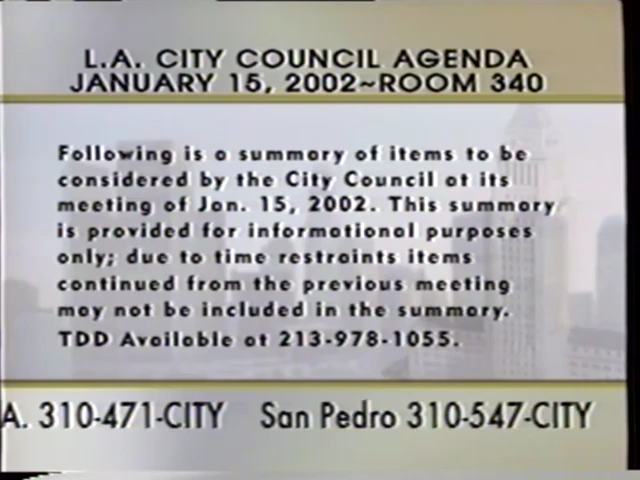 L.A. CITY COUNCIL AGENDA
JANUARY 15, 2002~ROOM 340
Following is a summary of items to be
considered by the City Council at its
meeting of Jan. 15, 2002. This summary
is provided for informational purposes
only; due to time restraints items
continued from the previous meeting
may not be included in the summary.
TDD Available at 213-978-1055.
A. 310-471-CITY San Pedro 310-547-CITY